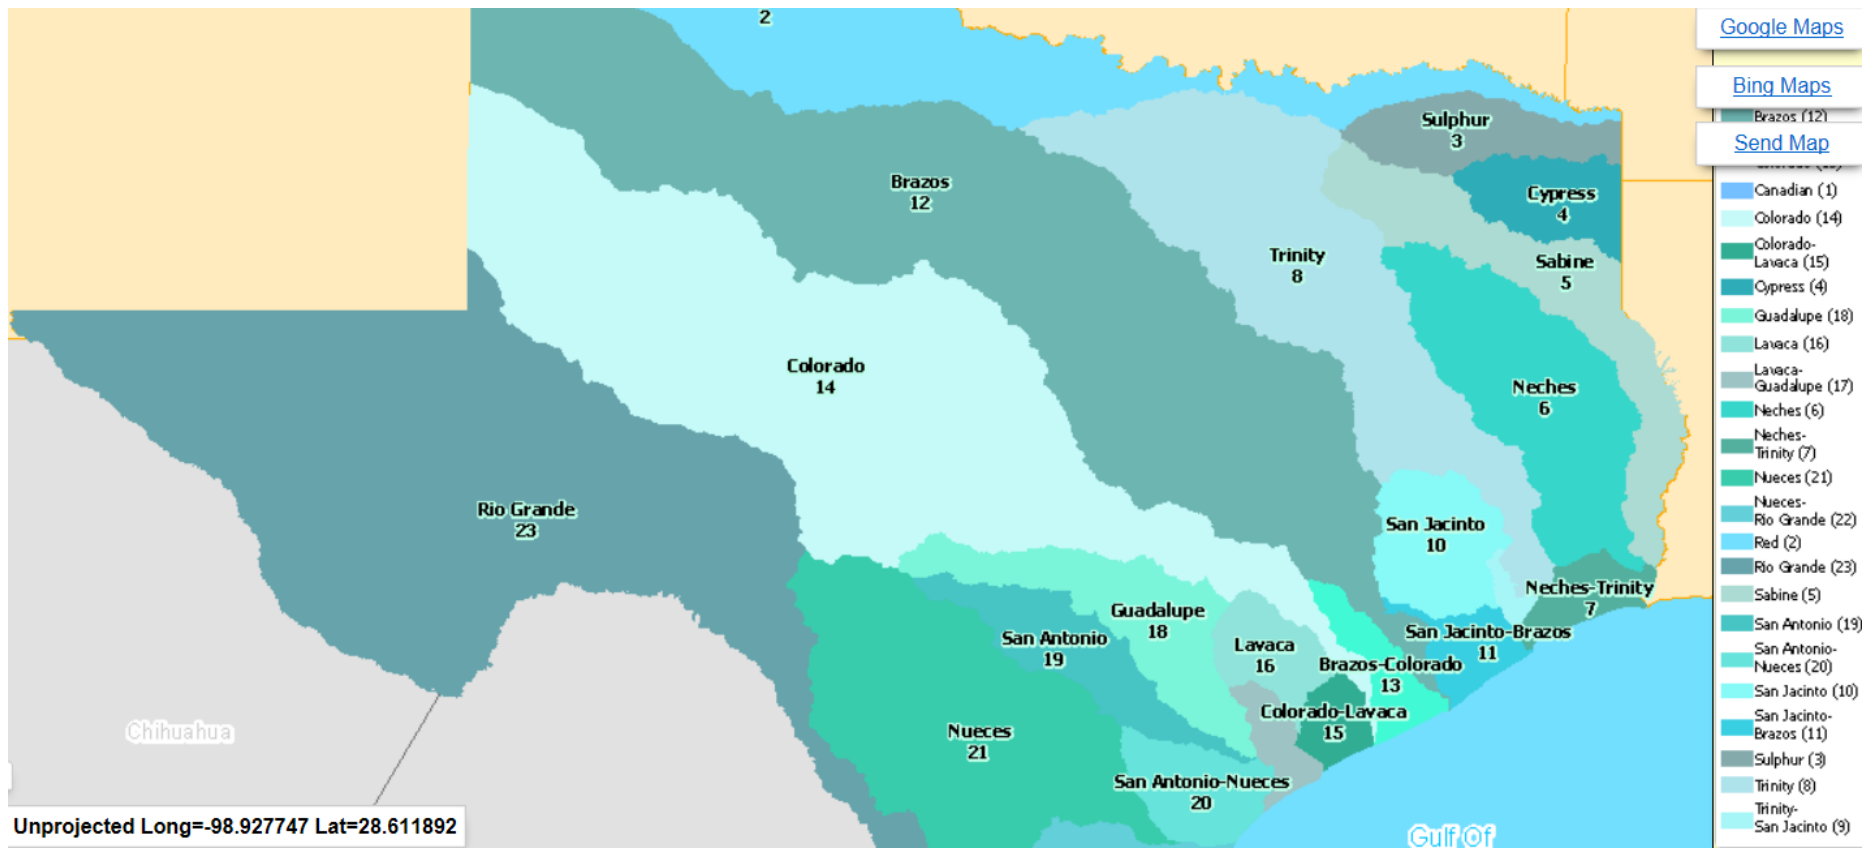 2
Google Maps
Bing Maps
Send Map
Sulphur
3
Brazos
12
Cypress
4
Trinity
8
Sabine
5
Colorado
14
Neches
6
Rio Grande
23
San Jacinto
10
Neches-Trinity
7
Guadalupe
18
San Antonio
19
Lavaca
16
San Jacinto-Brazos
11
Brazos-Colorado
13
Colorado-Lavaca
15
Nueces
21
San Antonio-Nueces
20
Chihuahua
Gulf Of
Unprojected Long=-98.927747 Lat=28.611892
Brazos (12)
Canadian (1)
Colorado (14)
Colorado-
Lavaca (15)
Cypress (4)
Guadalupe (18)
Lavaca (16)
Lavaca-
Guadalupe (17)
Neches (6)
Neches-
Trinity (7)
Nueces (21)
Nueces-
Rio Grande (22)
Red (2)
Rio Grande (23)
Sabine (5)
San Antonio (19)
San Antonio-
Nueces (20)
San Jacinto (10)
San Jacinto-
Brazos (11)
Sulphur (3)
Trinity (8)
Trinity-
San Jacinto (9)